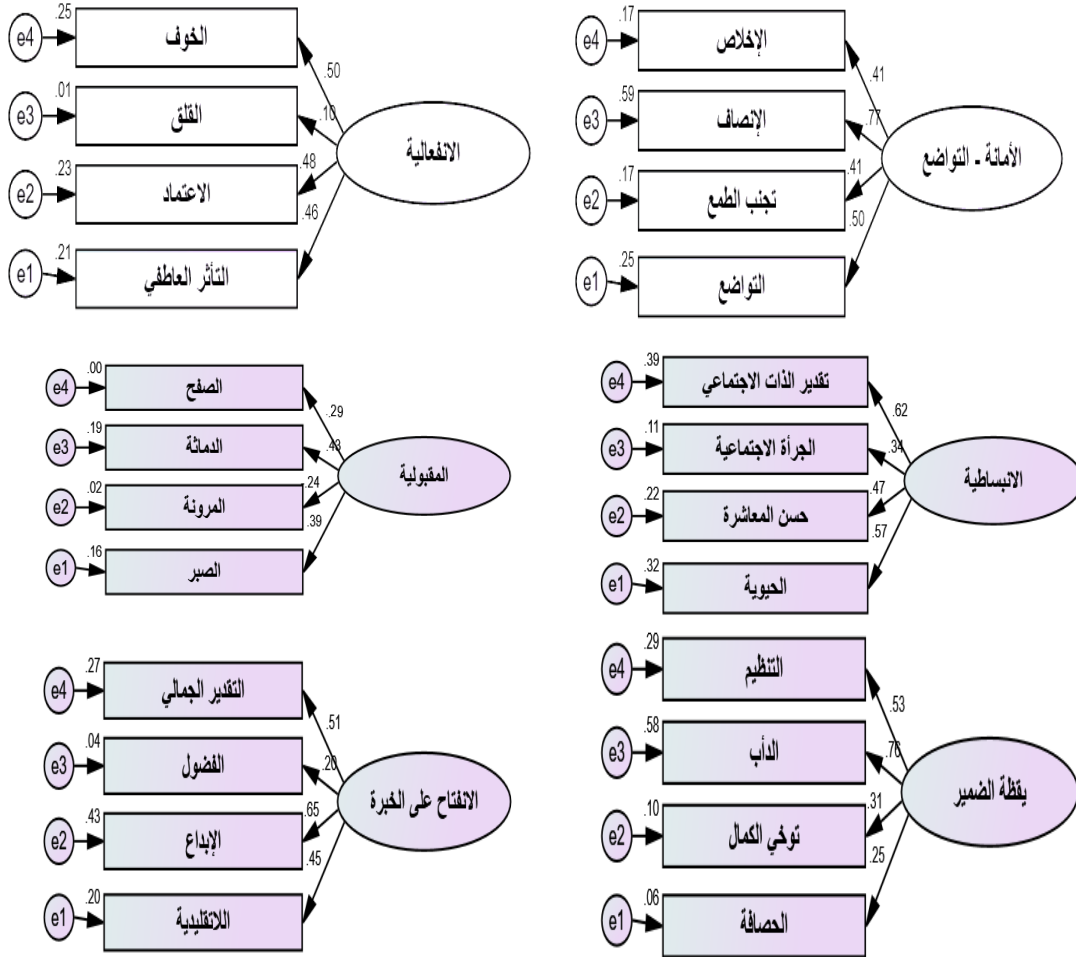 .25
e4
الخوف
.50
.01
e3
القلق
.10
الانفعالية
.23
e2
الاعتماد
.48
.21
e1
التأثر العاطفي
.46
.17
e4
الإخلاص
.41
.59
e3
الإنصاف
.77
الأمانة - التواضع
.17
e2
تجنب الطمع
.41
.25
e1
التواضع
.50
.00
e4
الصفح
.29
.19
e3
الدماثة
.43
المقبولية
.02
e2
المرونة
.24
.16
e1
الصبر
.39
.39
e4
تقدير الذات الاجتماعي
.62
.11
e3
الجرأة الاجتماعية
.34
الانبساطية
.22
e2
حسن المعاشرة
.47
.32
e1
الحيوية
.57
.27
e4
التقدير الجمالي
.51
.04
e3
الفضول
.20
الانفتاح على الخبرة
.43
e2
الإبداع
.65
.20
e1
اللاتقليدية
.45
.29
e4
التنظيم
.53
.58
e3
الدأب
.76
يقظة الضمير
.10
e2
توخي الكمال
.31
.06
e1
الحصافة
.25